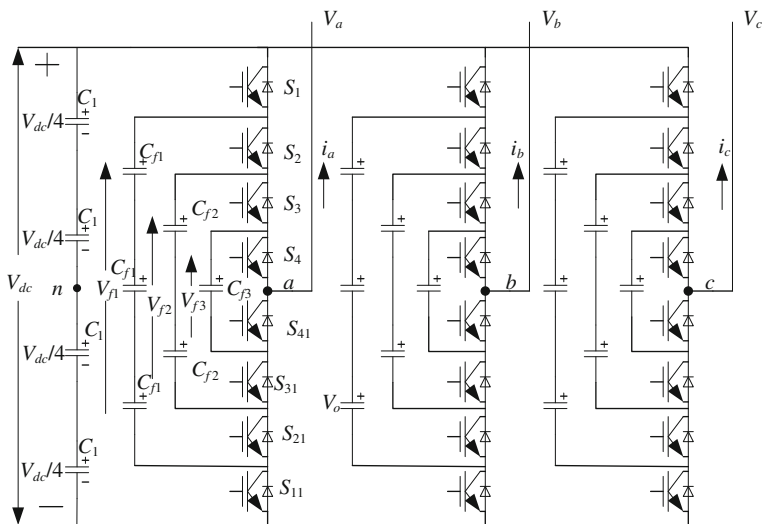 V_a
V_b
V_c
+
C_1
V_dc/4
S_1
C_f1
S_2
i_a
i_b
i_c
C_f2
S_3
C_1
V_dc/4
C_f1
S_4
V_dc
n
V_f1
V_f2
V_f3
C_f3
a
b
c
C_1
S_41
V_dc/4
C_f1
C_f2
S_31
V_o
S_21
C_1
V_dc/4
S_11
—